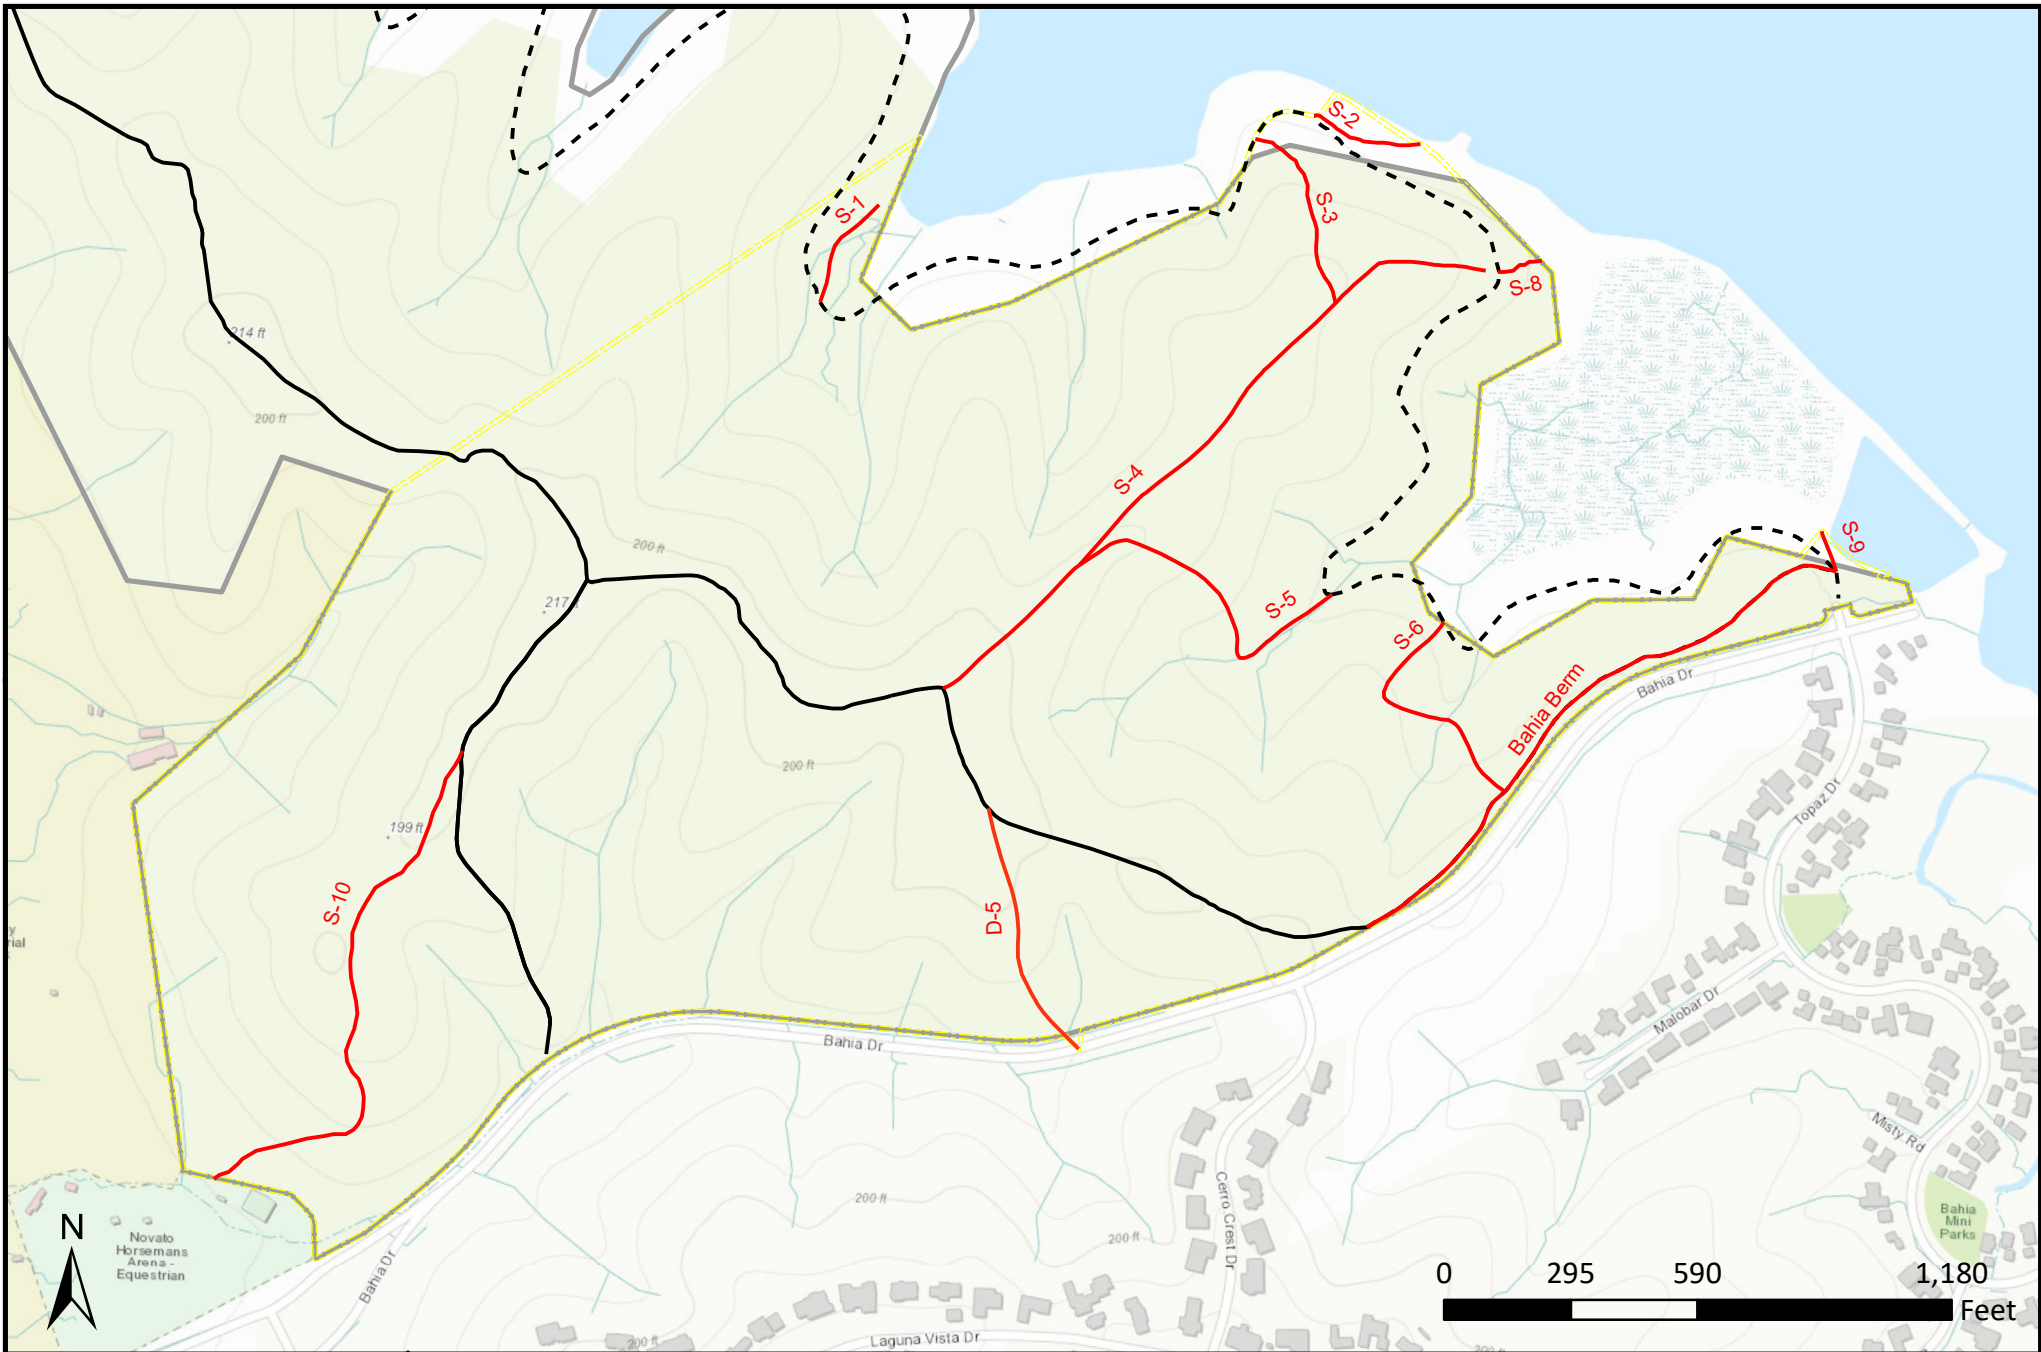 S-2
S-1
S-3
S-8
214 ft
200 ft
S-4
200 ft
S-9
217 ft
S-5
S-6
Bahia Dr
Bahia Berm
200 ft
Topaz Dr
199 ft
S-10
D-5
Malobar Dr
Bahia Dr
Misty Rd
200 ft
Cerro Crest Dr
200 ft
Bahia
Mini
Parks
N
Novato
Horsemans
Arena -
Equestrian
Bahia Dr
0 295 590 1,180
Feet
Laguna Vista Dr
200 ft